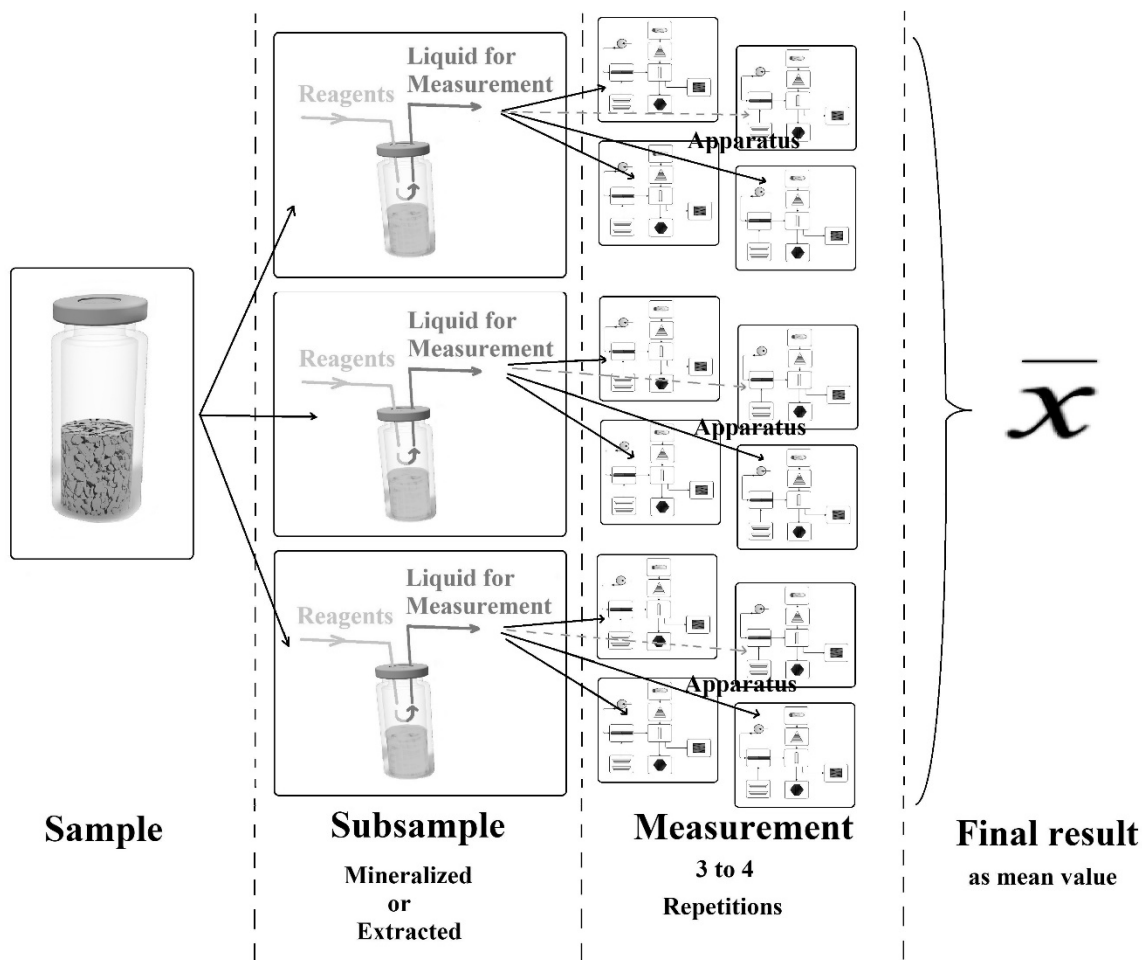 Liquid for
Measurement
Reagents
Apparatus
Liquid for
Measurement
Reagents
Apparatus
Liquid for
Measurement
Reagents
Apparatus
x
Sample
Subsample
Mineralized
or
Extracted
Measurement
3 to 4
Repetitions
Final result
as mean value